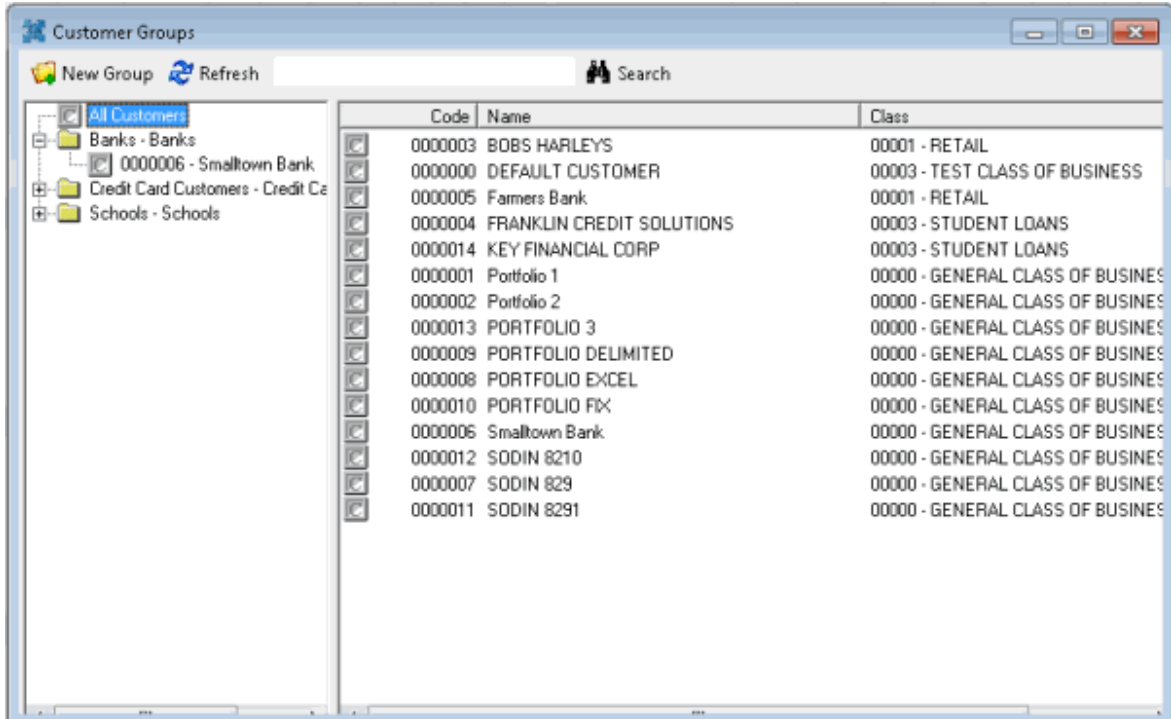 Customer Groups
New Group Refresh Search
All Customers
Banks - Banks
0000006 - Smalltown Bank
Credit Card Customers - Credit Ca
Schools - Schools
Code Name Class
0000003 BOBS HARLEYS 00001 - RETAIL
0000000 DEFAULT CUSTOMER 00003 - TEST CLASS OF BUSINESS
0000005 Farmers Bank 00001 - RETAIL
0000004 FRANKLIN CREDIT SOLUTIONS 00003 - STUDENT LOANS
0000014 KEY FINANCIAL CORP 00003 - STUDENT LOANS
0000001 Portfolio 1 00000 - GENERAL CLASS OF BUSINES
0000002 Portfolio 2 00000 - GENERAL CLASS OF BUSINES
0000013 PORTFOLIO 3 00000 - GENERAL CLASS OF BUSINES
0000009 PORTFOLIO DELIMITED 00000 - GENERAL CLASS OF BUSINES
0000008 PORTFOLIO EXCEL 00000 - GENERAL CLASS OF BUSINES
0000010 PORTFOLIO FIX 00000 - GENERAL CLASS OF BUSINES
0000006 Smalltown Bank 00000 - GENERAL CLASS OF BUSINES
0000012 SODIN 8210 00000 - GENERAL CLASS OF BUSINES
0000007 SODIN 829 00000 - GENERAL CLASS OF BUSINES
0000011 SODIN 8291 00000 - GENERAL CLASS OF BUSINES